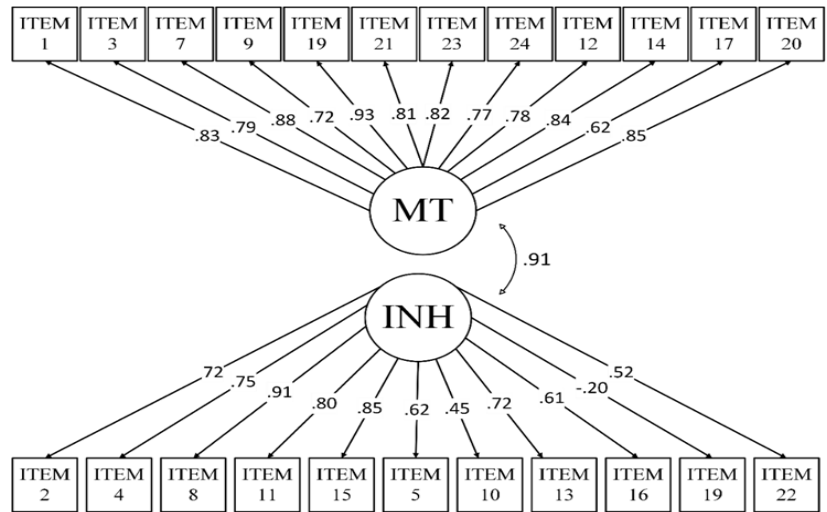 ITEM ITEM ITEM ITEM ITEM ITEM ITEM ITEM ITEM ITEM ITEM ITEM
1 3 7 9 19 21 23 24 12 14 17 20
.83 .79 .88 .72 .93 .81 .82 .77 .78 .84 .62 .85
MT
.91
INH
72 .75 .91 .80 .85 .62 .45 .72 .61 -.20 .52
ITEM ITEM ITEM ITEM ITEM ITEM ITEM ITEM ITEM ITEM ITEM
2 4 8 11 15 5 10 13 16 19 22